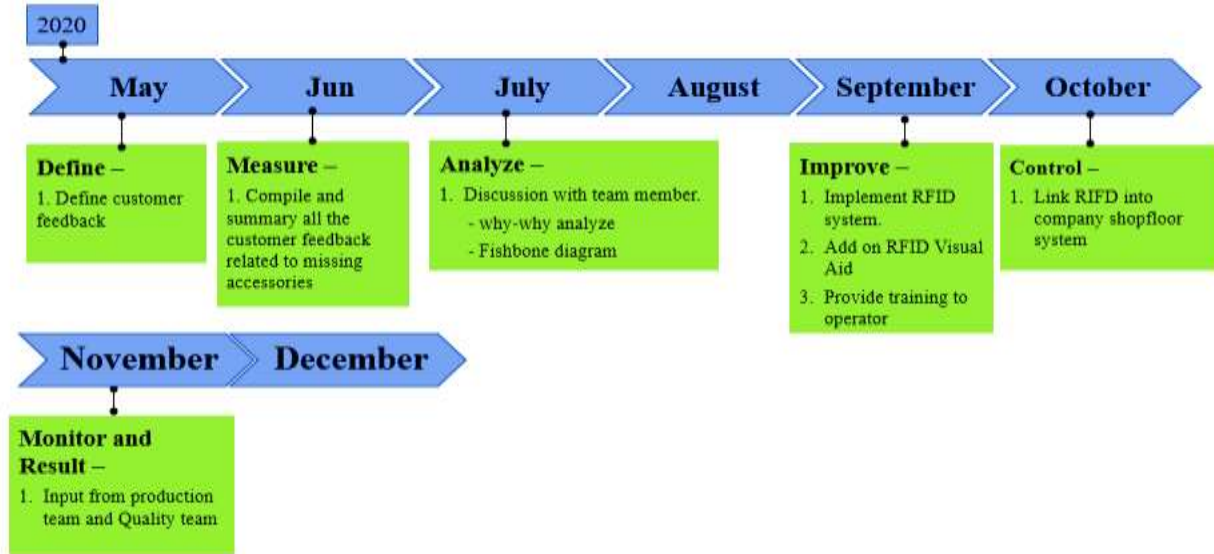 2020
May
Jun
July
August
September
October
Define –
1. Define customer
feedback
Measure –
1. Compile and
summary all the
customer feedback
related to missing
accessories
Analyze –
1. Discussion with team member.
- why-why analyze
- Fishbone diagram
Improve –
1. Implement RFID
system.
2. Add on RFID Visual
Aid
3. Provide training to
operator
Control –
1. Link RIFD into
company shopfloor
system
November
December
Monitor and
Result –
1. Input from production
team and Quality team